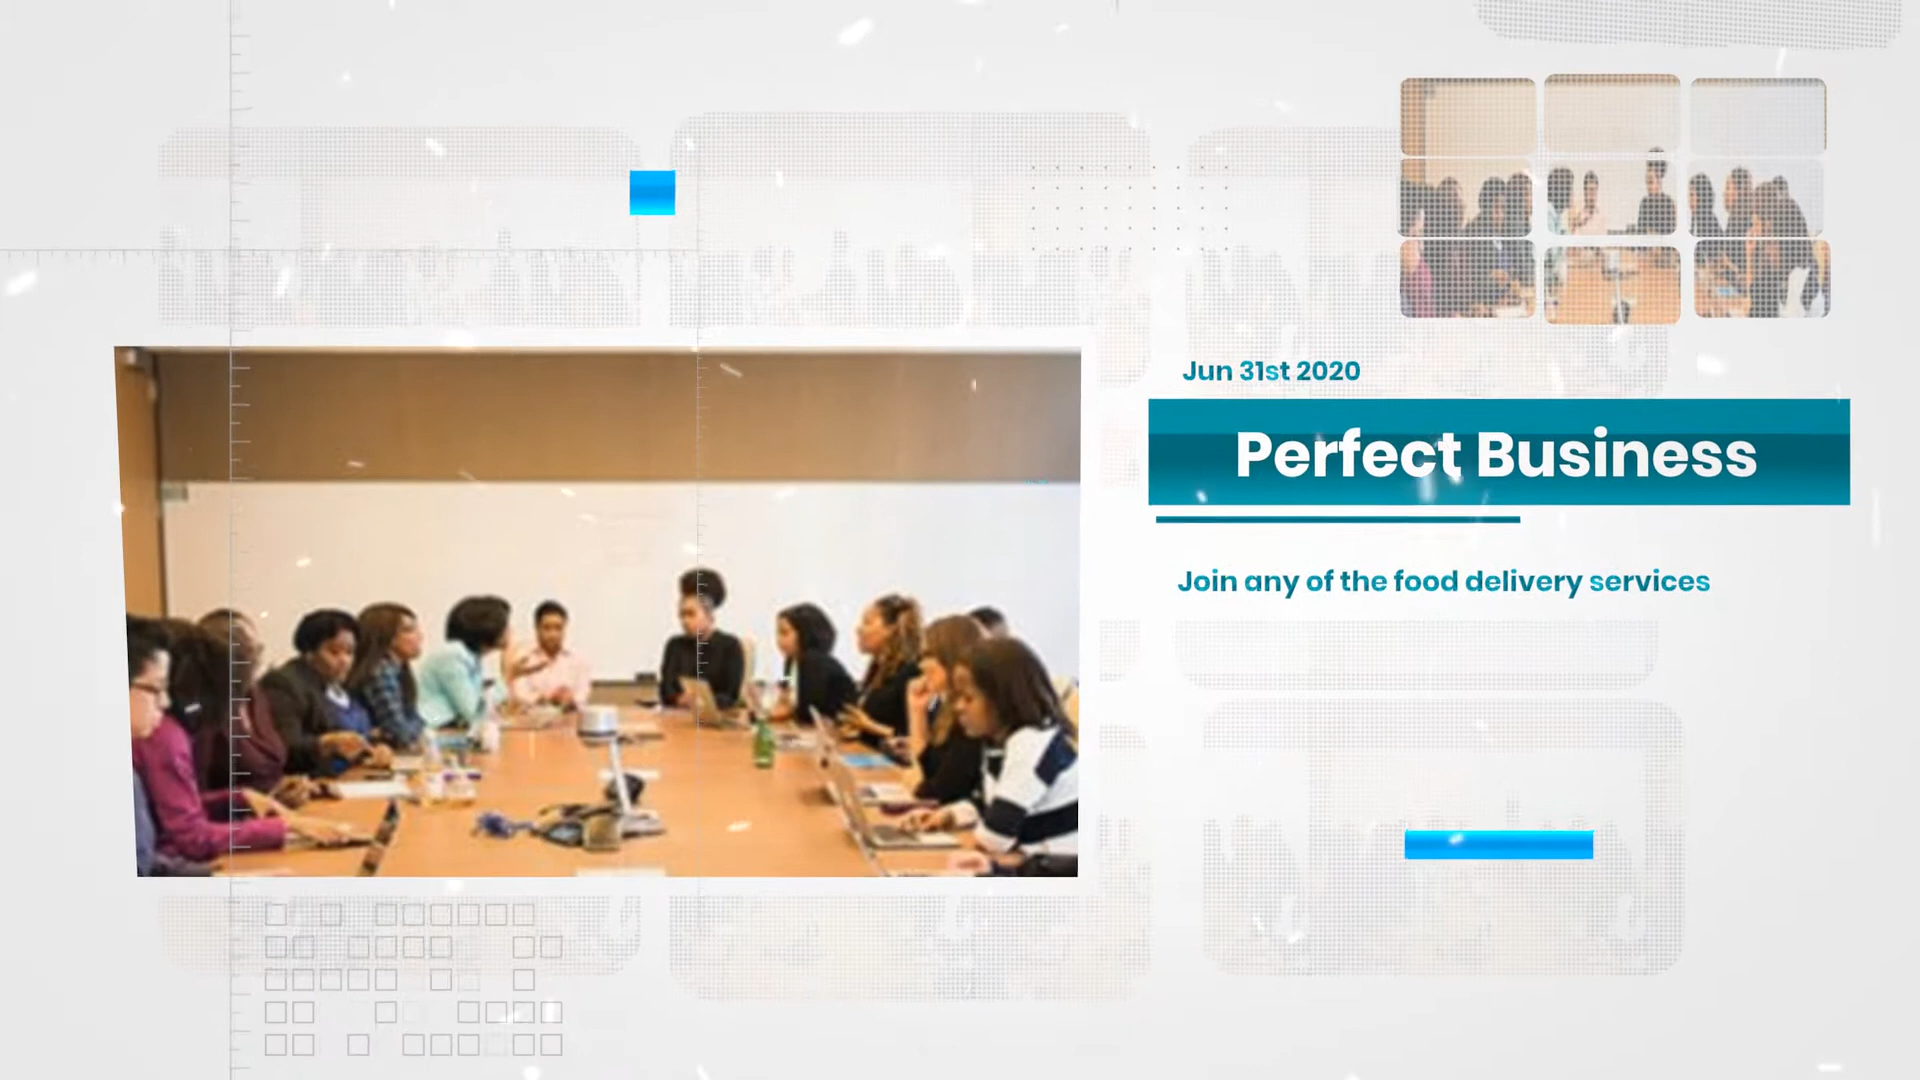 Jun 31st 2020
Perfect Business
Join any of the food delivery services